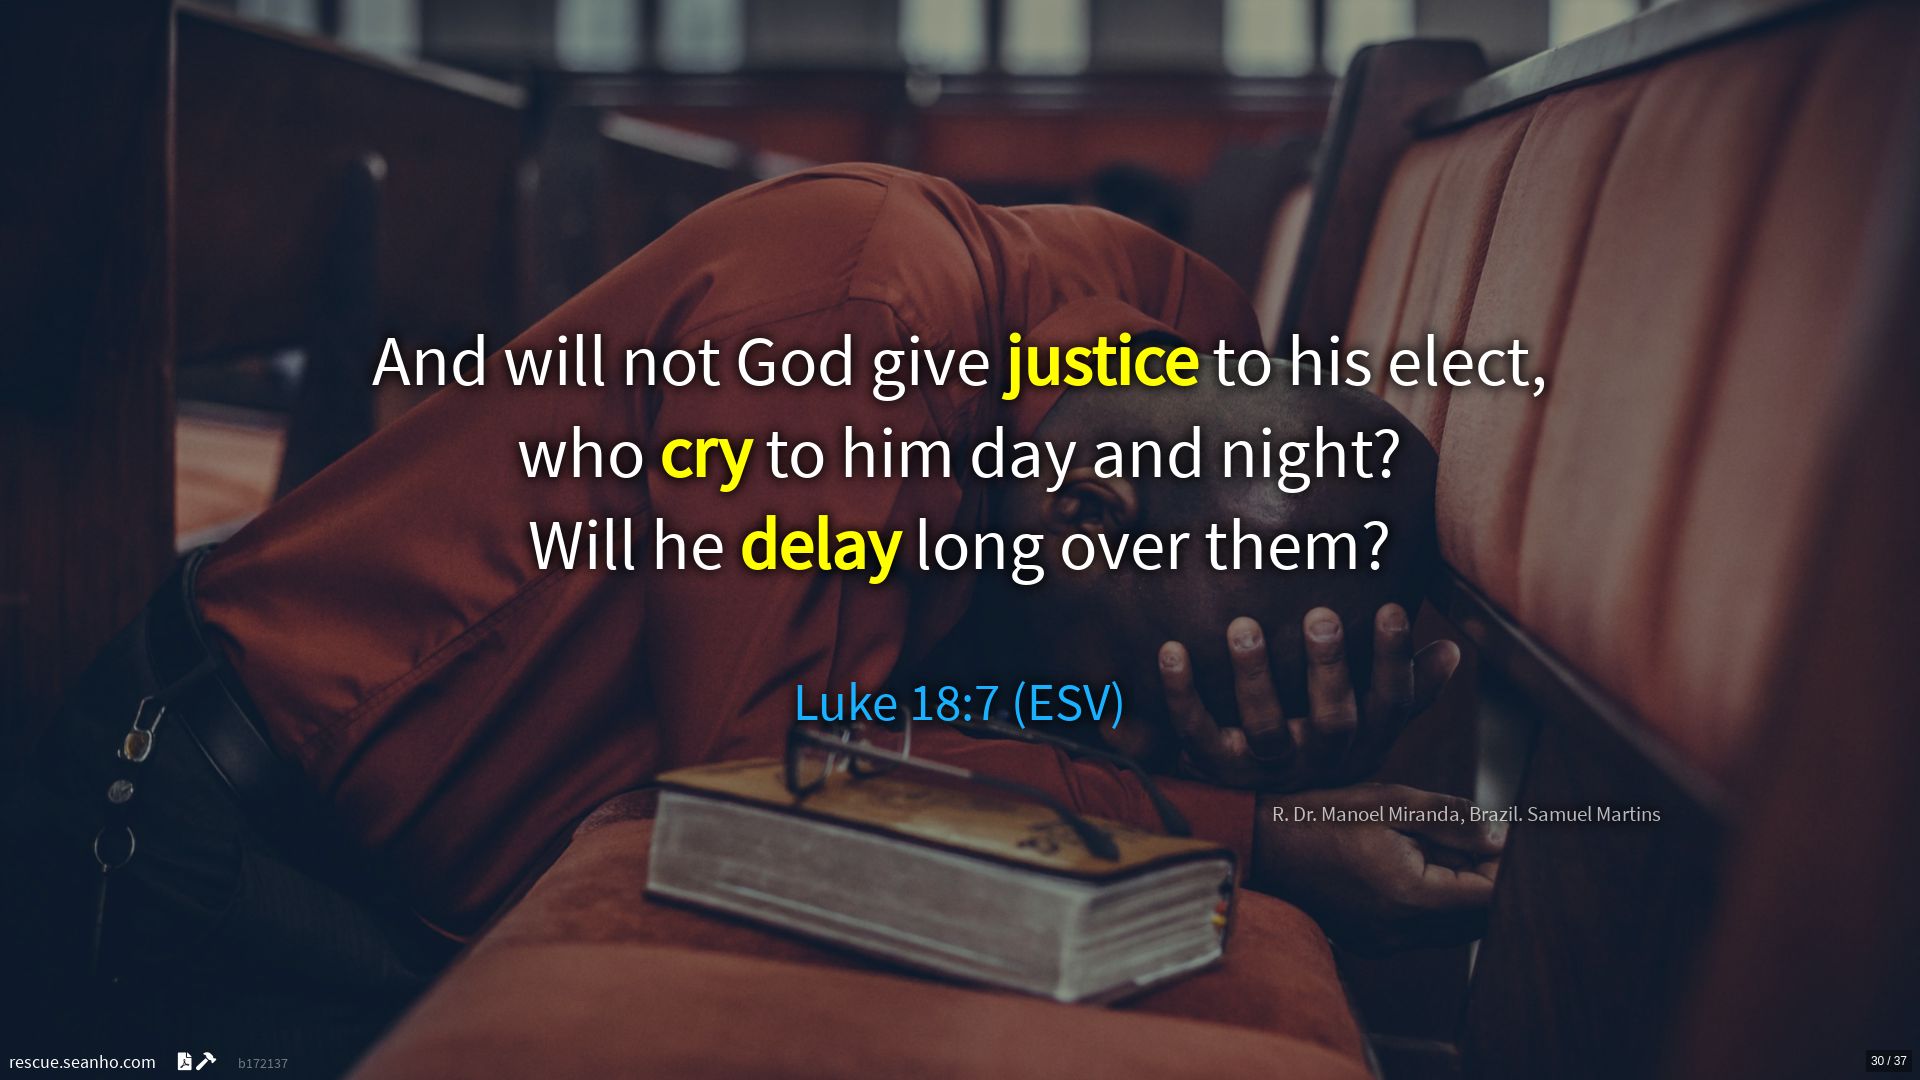 And will not God give justice to his elect,
who cry to him day and night?
Will he delay long over them?
Luke 18:7 (ESV)
R. Dr. Manoel Miranda, Brazil. Samuel Martins
rescue.seanho.com
b172137
30 / 37